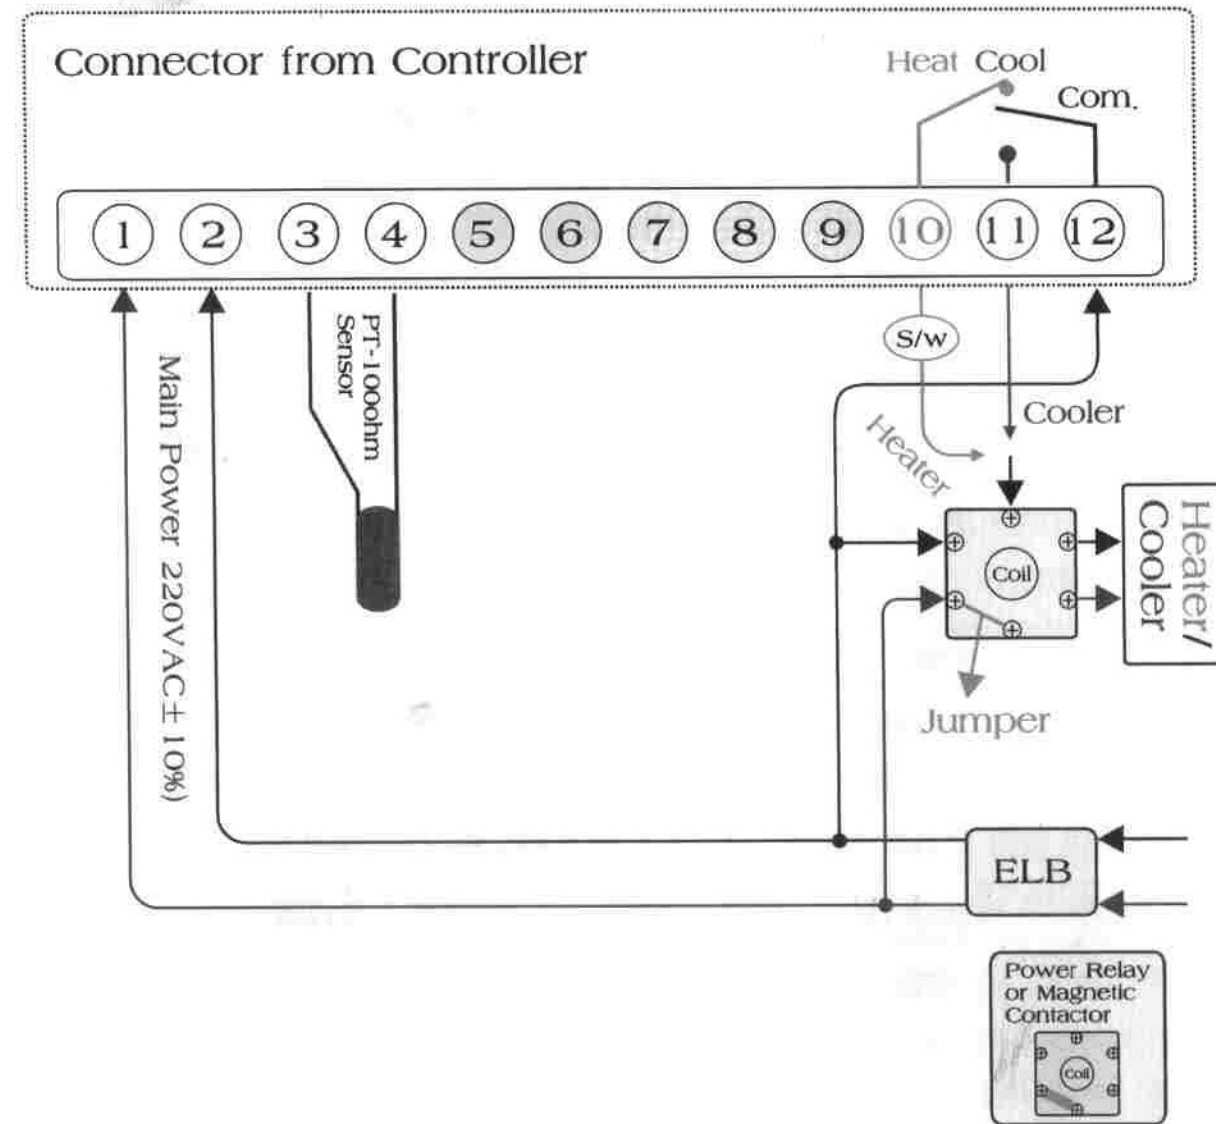 Connector from Controller
Heat Cool
Com.
1 2 3 4 5 6 7 8 9 10 11 12
S/w
PT-100ohm
Sensor
Main Power 220VAC±10%)
Cooler
Heater
Coil
Heater/
Cooler
Jumper
ELB
Power Relay
or Magnetic
Contactor
Coil